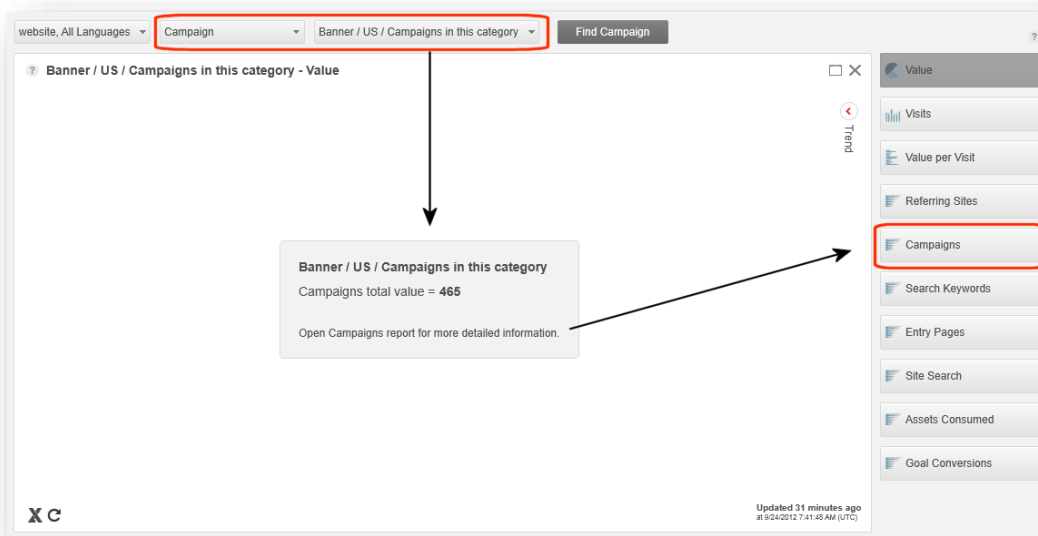 website, All Languages
Campaign
Banner / US / Campaigns in this category
Find Campaign
?
? Banner / US / Campaigns in this category - Value
Trend
Banner / US / Campaigns in this category
Campaigns total value = 465
Open Campaigns report for more detailed information.
Updated 31 minutes ago
at 9/24/2012 7:41:48 AM (UTC)
Value
Visits
Value per Visit
Referring Sites
Campaigns
Search Keywords
Entry Pages
Site Search
Assets Consumed
Goal Conversions